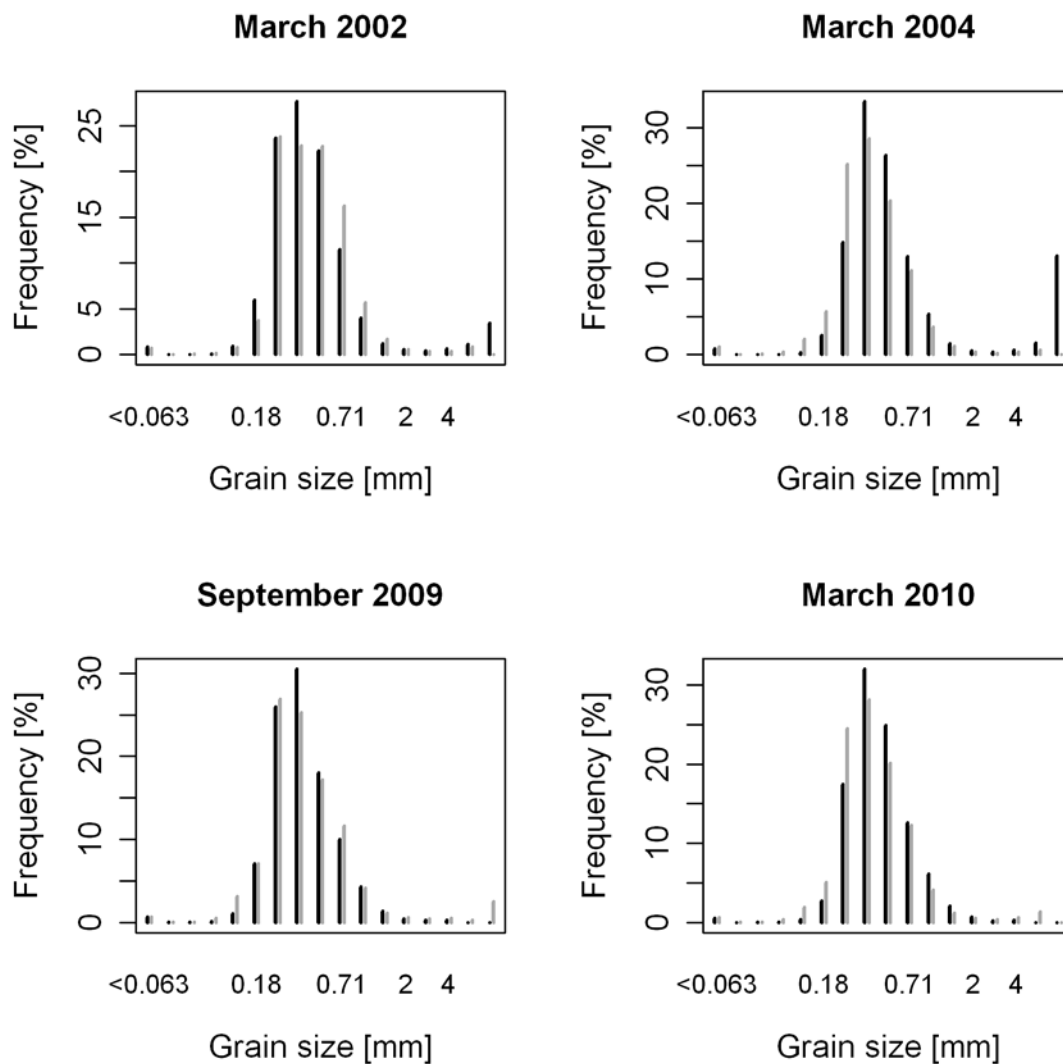 March 2002
Frequency [%]
25
15
5
0
<0.063 0.18 0.71 2 4
Grain size [mm]
March 2004
Frequency [%]
30
20
10
0
<0.063 0.18 0.71 2 4
Grain size [mm]
September 2009
Frequency [%]
30
20
10
0
<0.063 0.18 0.71 2 4
Grain size [mm]
March 2010
Frequency [%]
30
20
10
0
<0.063 0.18 0.71 2 4
Grain size [mm]